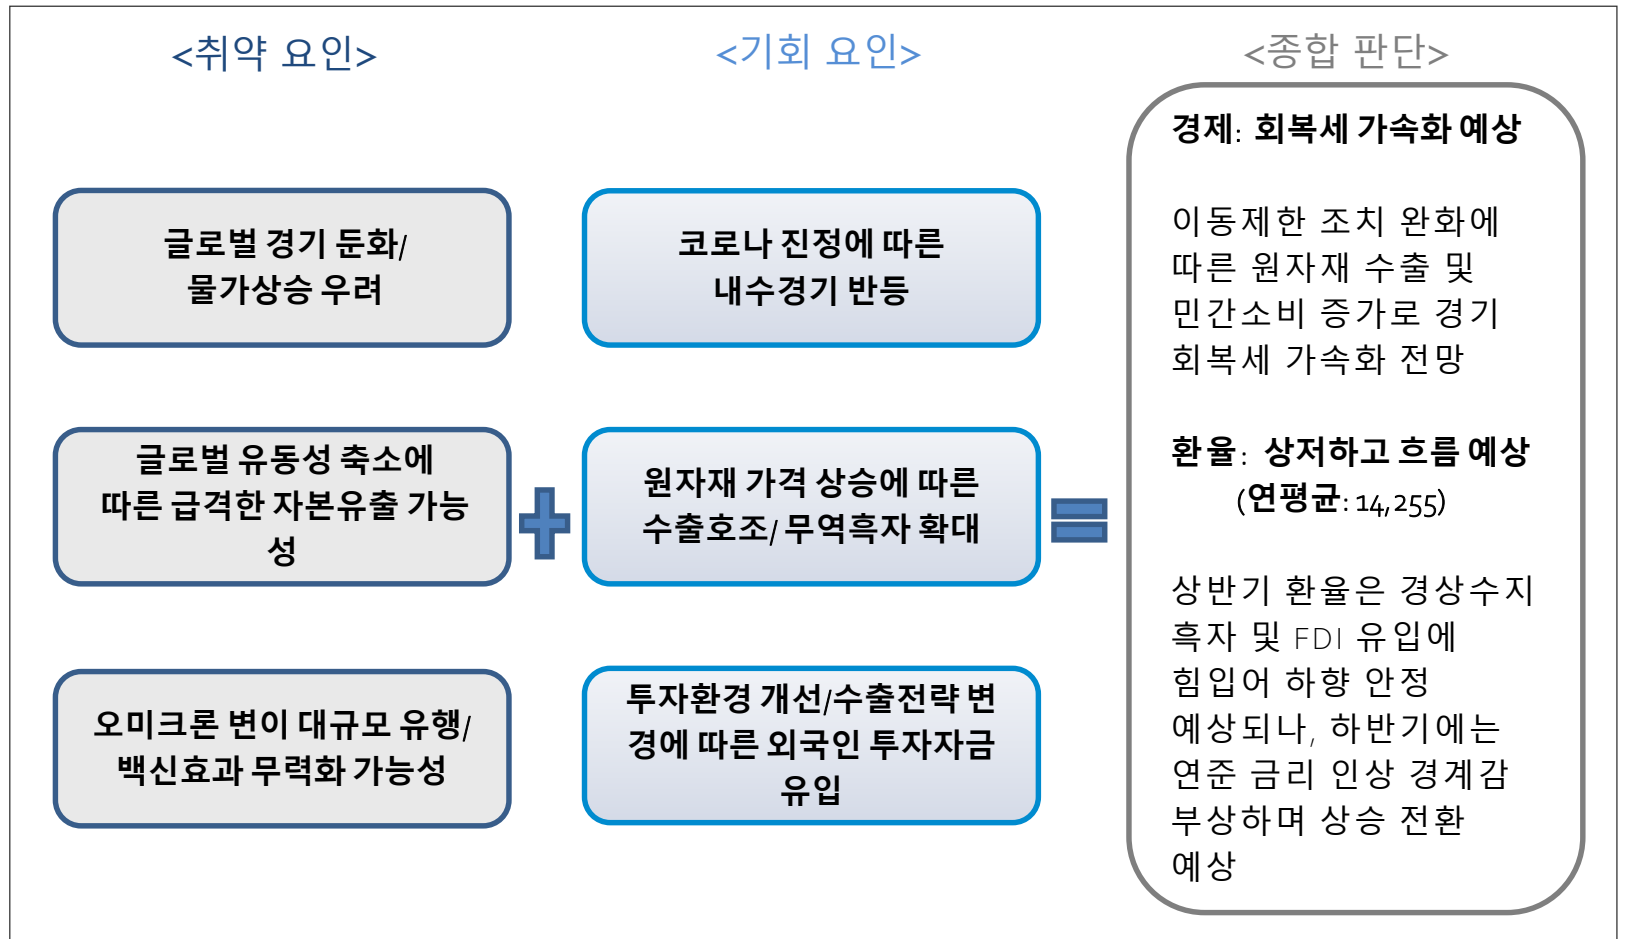 <취약 요인>
글로벌 경기 둔화/
물가상승 우려
글로벌 유동성 축소에
따른 급격한 자본유출 가능
성
오미크론 변이 대규모 유행/
백신효과 무력화 가능성
<기회 요인>
코로나 진정에 따른
내수경기 반등
원자재 가격 상승에 따른
수출호조/ 무역흑자 확대
투자환경 개선/수출전략 변
경에 따른 외국인 투자자금
유입
<종합 판단>
경제: 회복세 가속화 예상
이동제한 조치 완화에
따른 원자재 수출 및
민간소비 증가로 경기
회복세 가속화 전망
환율: 상저하고 흐름 예상
(연평균: 14,255)
상반기 환율은 경상수지
흑자 및 FDI 유입에
힘입어 하향 안정
예상되나, 하반기에는
연준 금리 인상 경계감
부상하며 상승 전환
예상